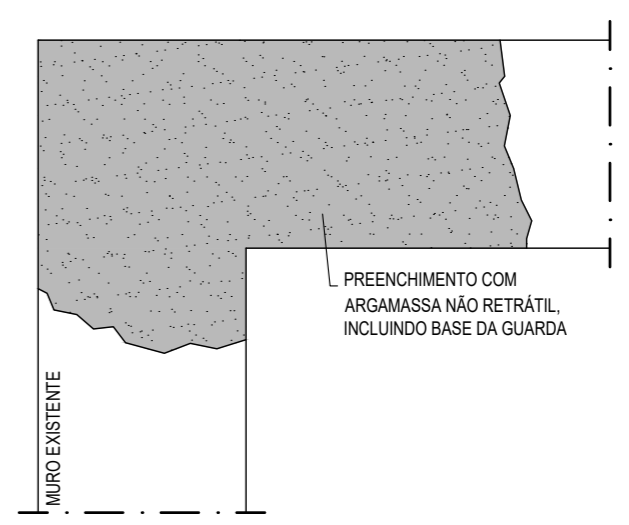 PREENCHIMENTO COM
ARGAMASSA NÃO RETRÁTIL,
INCLUINDO BASE DA GUARDA
MURO EXISTENTE